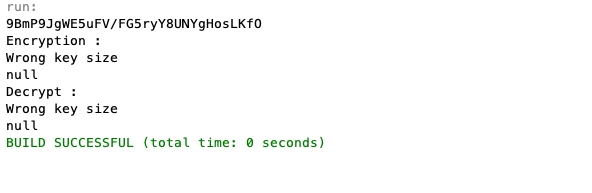 run:
9BmP9JgWE5uFV/FG5ryY8UNYgHosLKfO
Encryption :
Wrong key size
null
Decrypt :
Wrong key size
null
BUILD SUCCESSFUL (total time: 0 seconds)